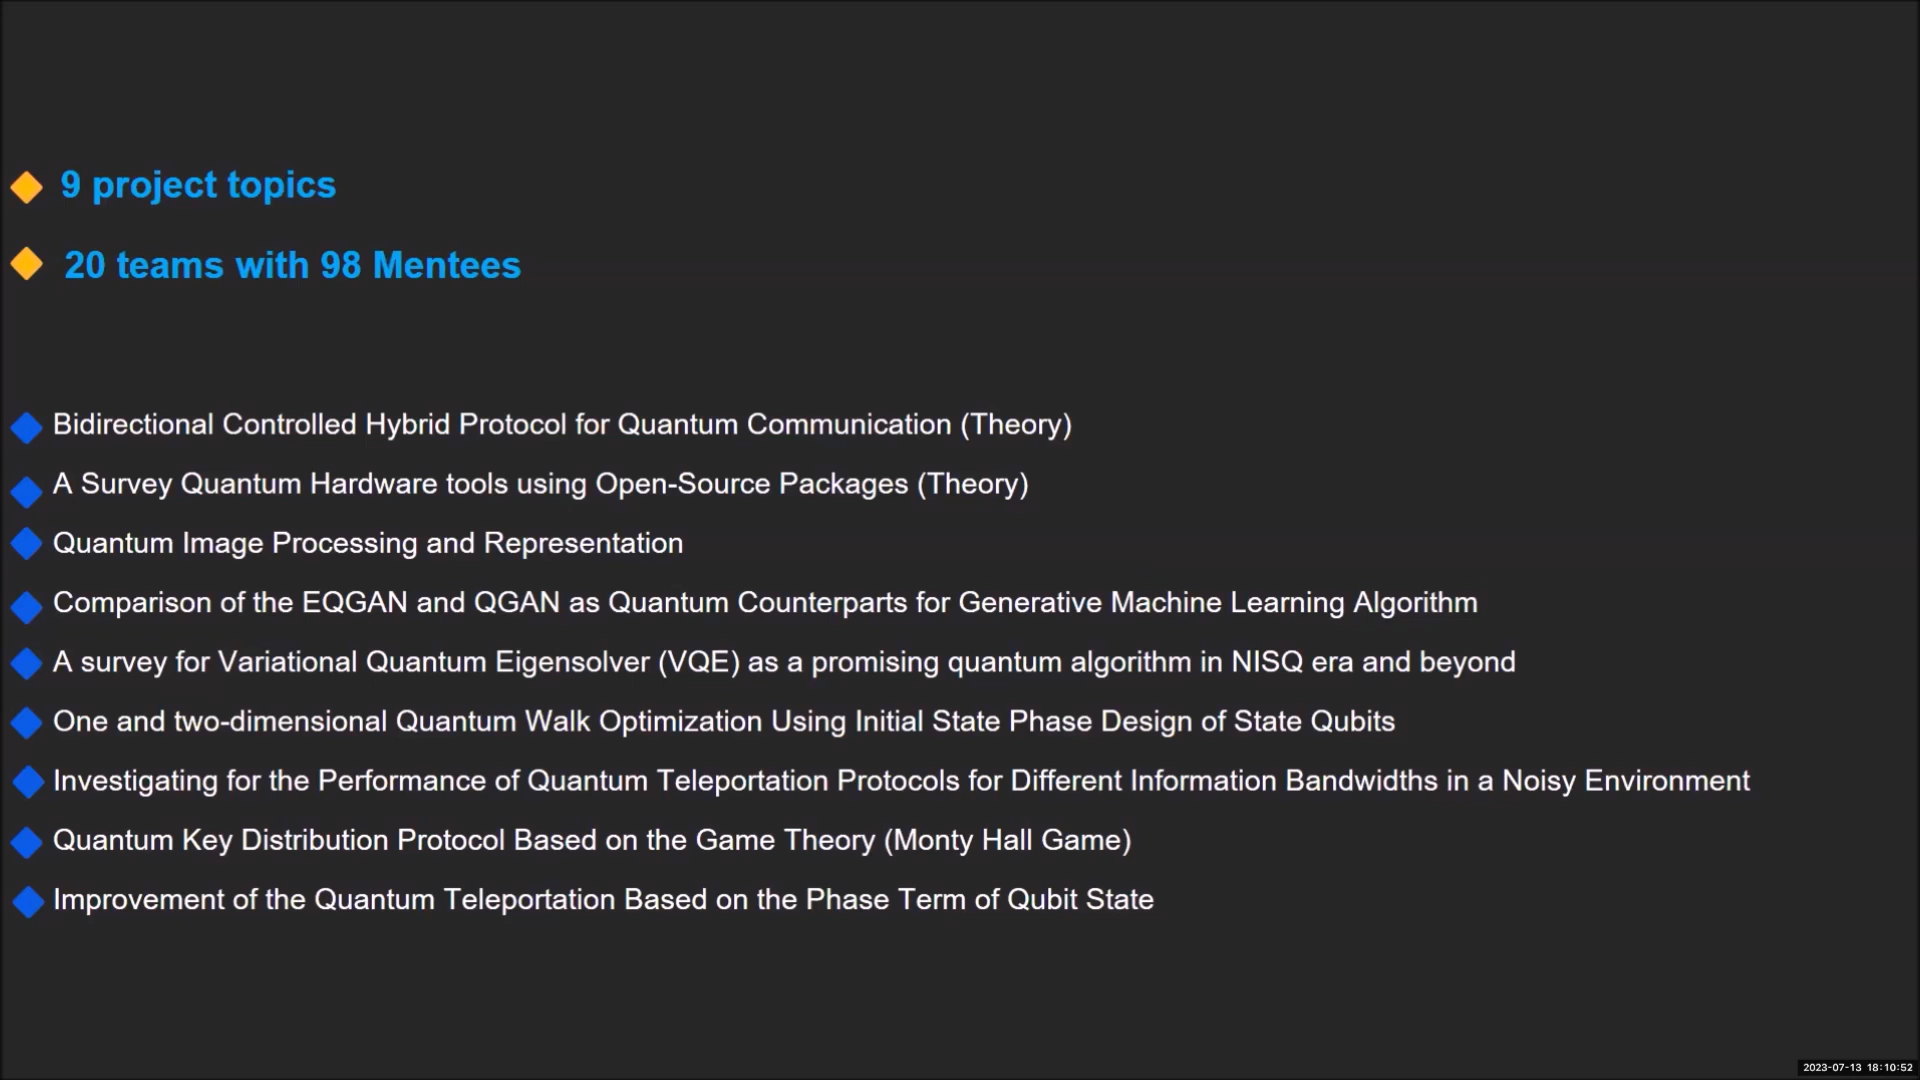 9 project topics
20 teams with 98 Mentees
Bidirectional Controlled Hybrid Protocol for Quantum Communication (Theory)
A Survey Quantum Hardware tools using Open-Source Packages (Theory)
Quantum Image Processing and Representation
Comparison of the EQGAN and QGAN as Quantum Counterparts for Generative Machine Learning Algorithm
A survey for Variational Quantum Eigensolver (VQE) as a promising quantum algorithm in NISQ era and beyond
One and two-dimensional Quantum Walk Optimization Using Initial State Phase Design of State Qubits
Investigating for the Performance of Quantum Teleportation Protocols for Different Information Bandwidths in a Noisy Environment
Quantum Key Distribution Protocol Based on the Game Theory (Monty Hall Game)
Improvement of the Quantum Teleportation Based on the Phase Term of Qubit State
2023-07-13 18:10:52